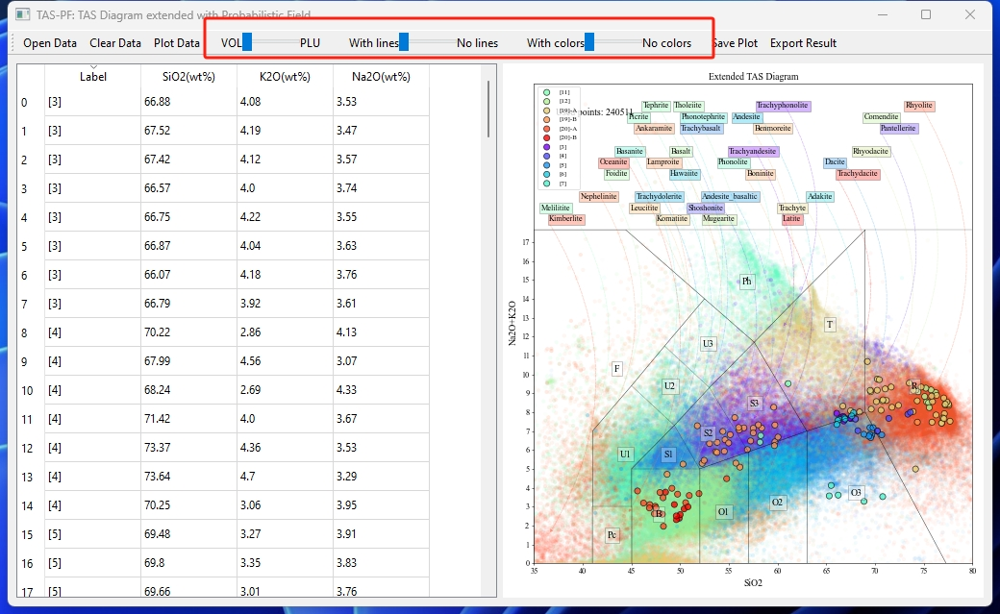 TAS-PF: TAS Diagram extended with Probabilistic Field
Open Data Clear Data Plot Data VOL PLU With lines No lines With colors No colors Save Plot Export Result
Label SiO2(wt%) K2O(wt%) Na2O(wt%)
0 [3] 66.88 4.08 3.53
1 [3] 67.52 4.19 3.47
2 [3] 67.42 4.12 3.57
3 [3] 66.57 4.0 3.74
4 [3] 66.75 4.22 3.55
5 [3] 66.87 4.04 3.63
6 [3] 66.07 4.18 3.76
7 [3] 66.79 3.92 3.61
8 [4] 70.22 2.86 4.13
9 [4] 67.99 4.56 3.07
10 [4] 68.24 2.69 4.33
11 [4] 71.42 4.0 3.67
12 [4] 73.37 4.36 3.53
13 [4] 73.64 4.7 3.29
14 [4] 70.25 3.06 3.95
15 [5] 69.48 3.27 3.91
16 [5] 69.8 3.35 3.83
17 [5] 69.66 3.01 3.76
Extended TAS Diagram
[11]
[12]
[19]-A
[19]-B
[20]-A
[20]-B
[3]
[4]
[5]
[6]
[7]
points: 240511
Tephrite Tholeiite Trachyphonolite Rhyolite
Picrite Phonotephrite Andesite Comendite
Ankaramite Trachybasalt Benmoreite Pantellerite
Basanite Basalt Trachyandesite Rhyodacite
Oceanite Lamproite Phonolite Dacite
Foidite Hawaiite Boninite Trachydacite
Nephelinite Trachydolerite Andesite_basaltic Adakite
Melilitite Leucitite Shoshonite Trachyte
Kimberlite Komatiite Mugearite Latite
Na2O+K2O
17
16
15
14
13
12
11
10
9
8
7
6
5
4
3
2
1
0
Ph
T
U3
F
U2
R
S3
S2
U1 S1
O3
O2
O1
B
Pc
35 40 45 50 55 60 65 70 75 80
SiO2